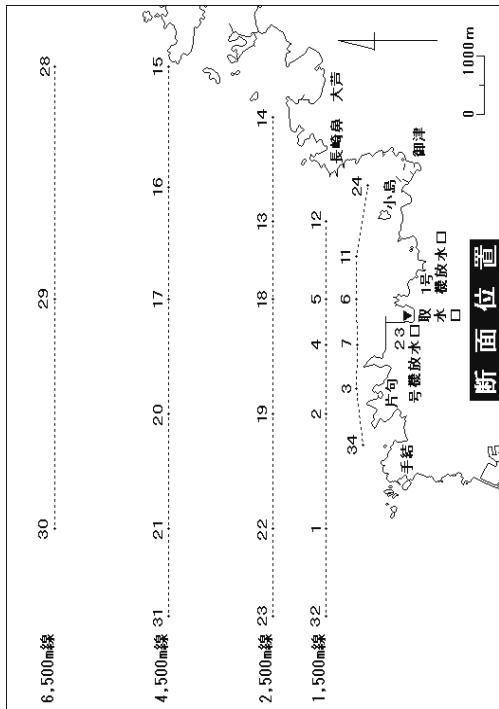 6,500m線 30 29 28
4,500m線 31 21 20 17 16 15
2,500m線 23 22 19 18 13 14
1,500m線 32 1 2 4 5 12
34 3 7 6 11 24
大芦
長崎鼻
手結
片句
小島
御津
23
号機放水口
取水口
1号
機放水口
0 1000m
断面位置